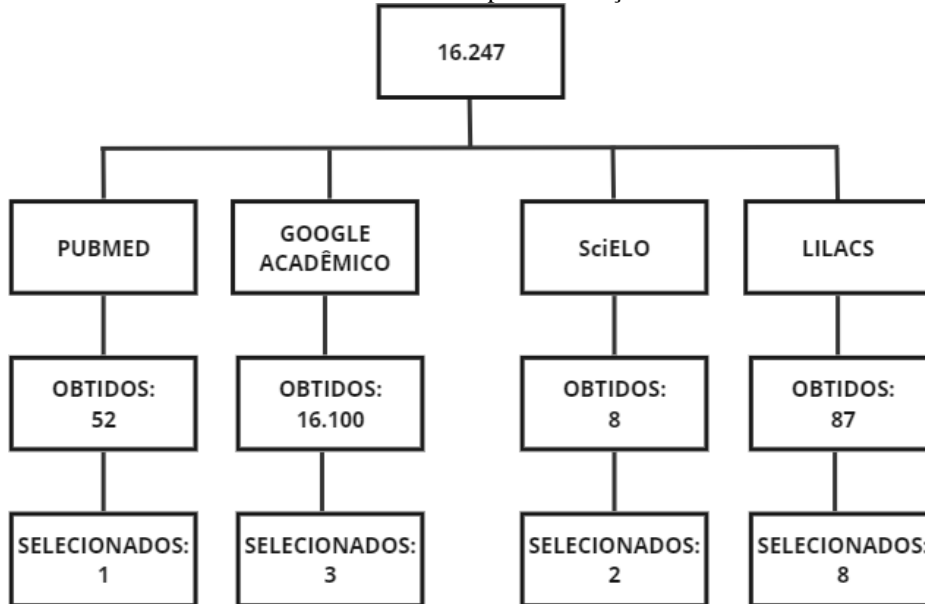 16.247
PUBMED
GOOGLE
ACADÊMICO
SciELO
LILACS
OBTIDOS:
52
OBTIDOS:
16.100
OBTIDOS:
8
OBTIDOS:
87
SELECIONADOS:
1
SELECIONADOS:
3
SELECIONADOS:
2
SELECIONADOS:
8